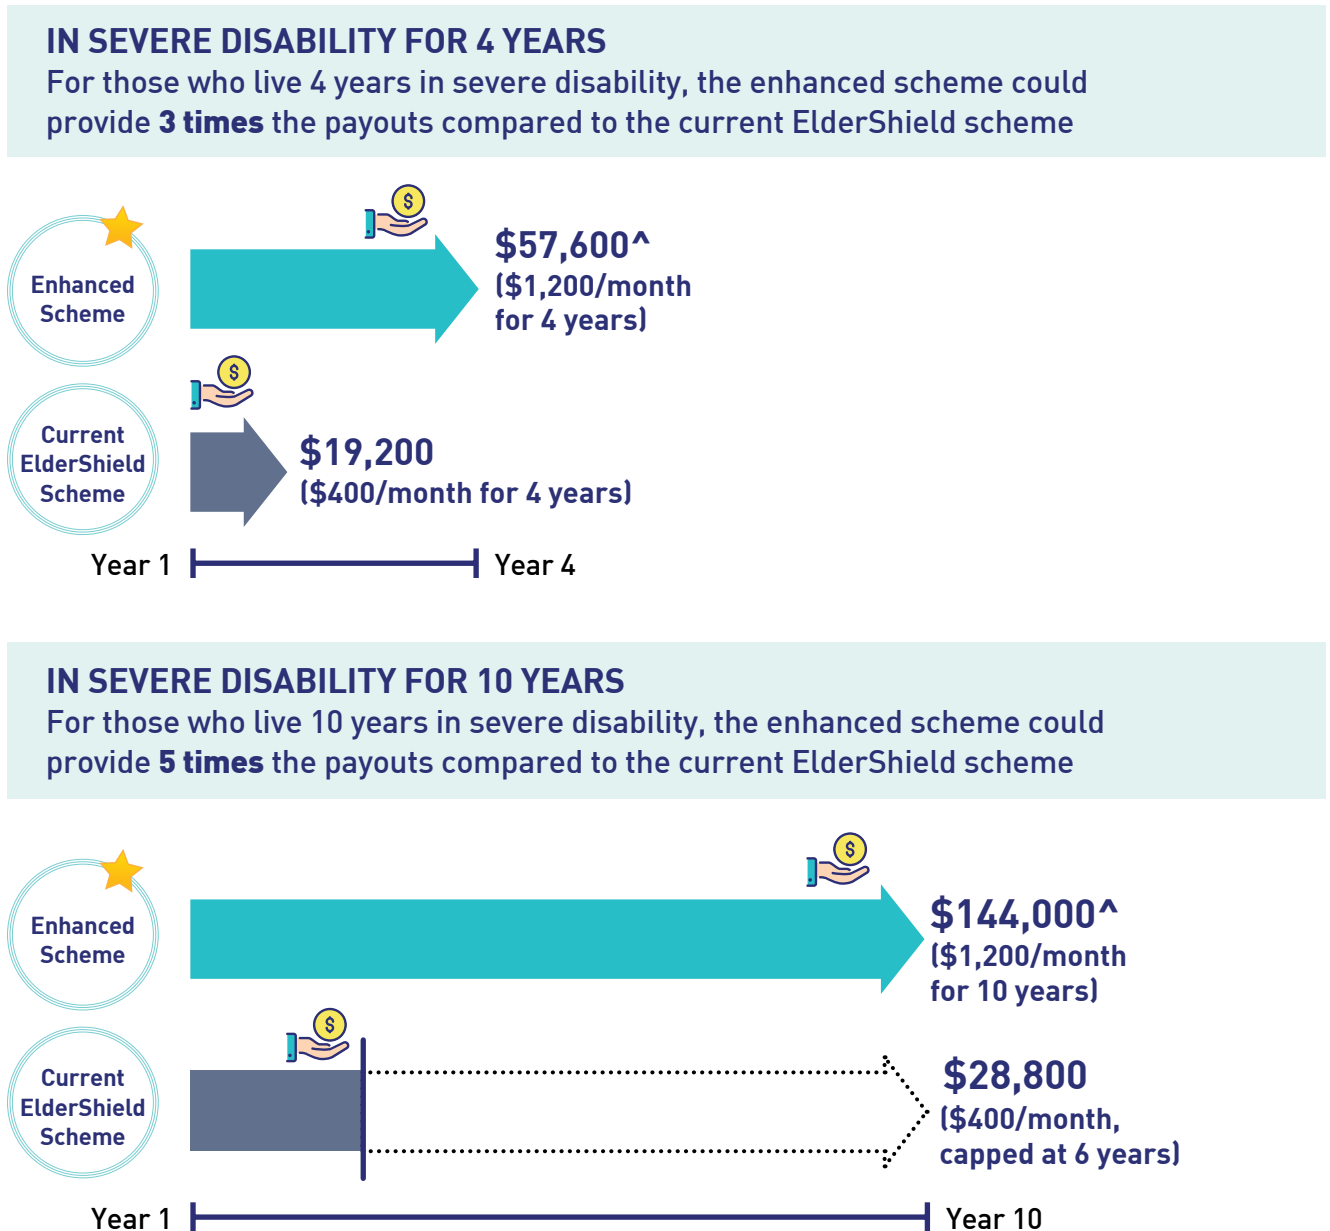 IN SEVERE DISABILITY FOR 4 YEARS
For those who live 4 years in severe disability, the enhanced scheme could
provide 3 times the payouts compared to the current ElderShield scheme
$
Enhanced
Scheme
$57,600^
($1,200/month
for 4 years)
$
Current
ElderShield
Scheme
$19,200
($400/month for 4 years)
Year 1
Year 4
IN SEVERE DISABILITY FOR 10 YEARS
For those who live 10 years in severe disability, the enhanced scheme could
provide 5 times the payouts compared to the current ElderShield scheme
$
Enhanced
Scheme
$144,000^
($1,200/month
for 10 years)
$
Current
ElderShield
Scheme
$28,800
($400/month,
capped at 6 years)
Year 1
Year 10